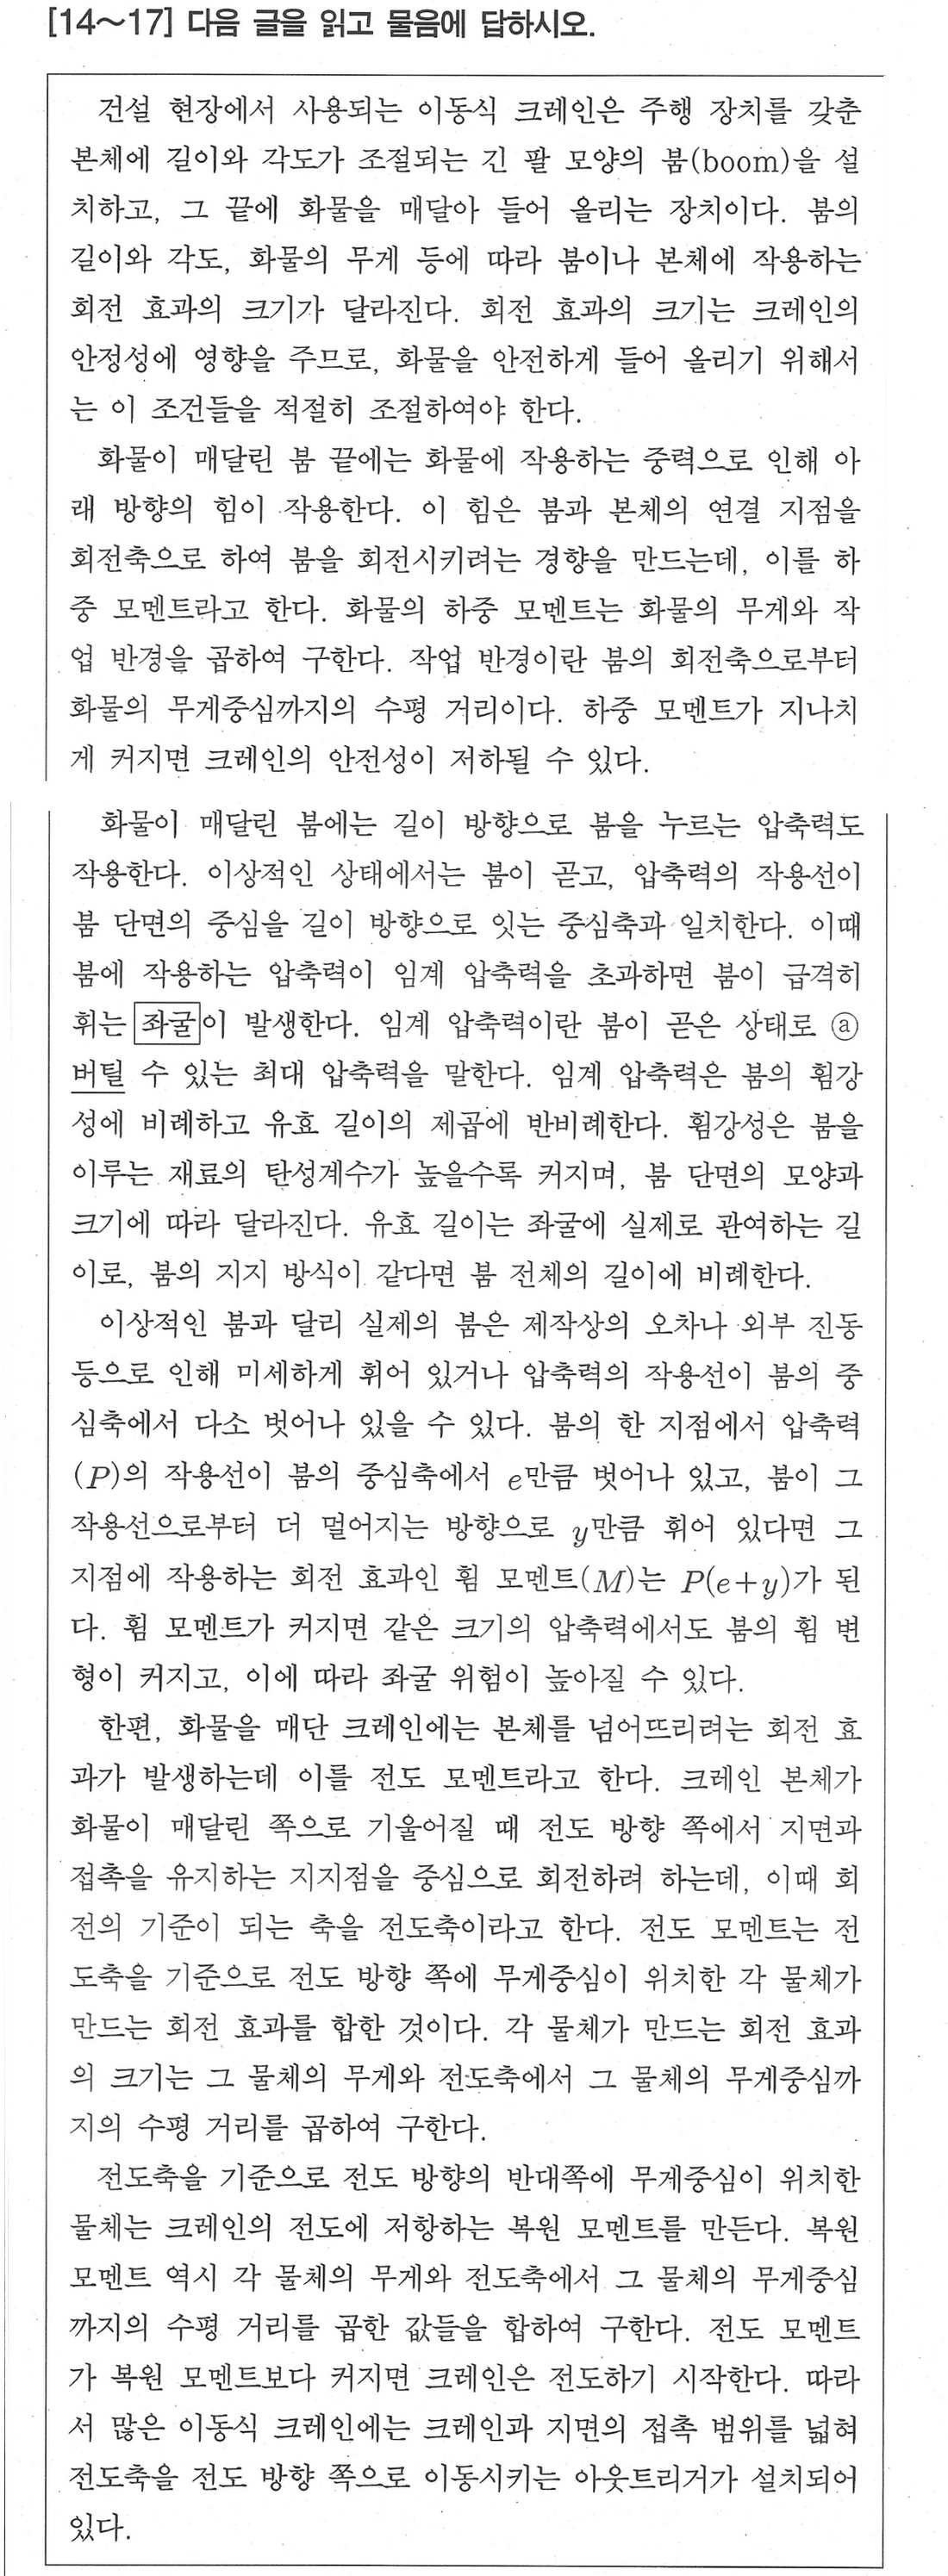 [14~17] 다음 글을 읽고 물음에 답하시오.
건설 현장에서 사용되는 이동식 크레인은 주행 장치를 갖춘
본체에 길이와 각도가 조절되는 긴 팔 모양의 붐(boom)을 설
치하고, 그 끝에 화물을 매달아 들어 올리는 장치이다. 붐의
길이와 각도, 화물의 무게 등에 따라 붐이나 본체에 작용하는
회전 효과의 크기가 달라진다. 회전 효과의 크기는 크레인의
안정성에 영향을 주므로, 화물을 안전하게 들어 올리기 위해서
는 이 조건들을 적절히 조절하여야 한다.
화물이 매달린 붐 끝에는 화물에 작용하는 중력으로 인해 아
래 방향의 힘이 작용한다. 이 힘은 붐과 본체의 연결 지점을
회전축으로 하여 붐을 회전시키려는 경향을 만드는데, 이를 하
중 모멘트라고 한다. 화물의 하중 모멘트는 화물의 무게와 작
업 반경을 곱하여 구한다. 작업 반경이란 붐의 회전축으로부터
화물의 무게중심까지의 수평 거리이다. 하중 모멘트가 지나치
게 커지면 크레인의 안전성이 저하될 수 있다.
화물이 매달린 붐에는 길이 방향으로 붐을 누르는 압축력도
작용한다. 이상적인 상태에서는 붐이 곧고, 압축력의 작용선이
붐 단면의 중심을 길이 방향으로 잇는 중심축과 일치한다. 이때
붐에 작용하는 압축력이 임계 압축력을 초과하면 붐이 급격히
휘는 좌굴이 발생한다. 임계 압축력이란 붐이 곧은 상태로 ⓐ
버틸 수 있는 최대 압축력을 말한다. 임계 압축력은 붐의 휨강
성에 비례하고 유효 길이의 제곱에 반비례한다. 휨강성은 붐을
이루는 재료의 탄성계수가 높을수록 커지며, 붐 단면의 모양과
크기에 따라 달라진다. 유효 길이는 좌굴에 실제로 관여하는 길
이로, 붐의 지지 방식이 같다면 붐 전체의 길이에 비례한다.
이상적인 붐과 달리 실제의 붐은 제작상의 오차나 외부 진동
등으로 인해 미세하게 휘어 있거나 압축력의 작용선이 붐의 중
심축에서 다소 벗어나 있을 수 있다. 붐의 한 지점에서 압축력
(P)의 작용선이 붐의 중심축에서 e만큼 벗어나 있고, 붐이 그
작용선으로부터 더 멀어지는 방향으로 y만큼 휘어 있다면 그
지점에 작용하는 회전 효과인 휨 모멘트(M)는 P(e+y)가 된
다. 휨 모멘트가 커지면 같은 크기의 압축력에서도 붐의 휨 변
형이 커지고, 이에 따라 좌굴 위험이 높아질 수 있다.
한편, 화물을 매단 크레인에는 본체를 넘어뜨리려는 회전 효
과가 발생하는데 이를 전도 모멘트라고 한다. 크레인 본체가
화물이 매달린 쪽으로 기울어질 때 전도 방향 쪽에서 지면과
접촉을 유지하는 지지점을 중심으로 회전하려 하는데, 이때 회
전의 기준이 되는 축을 전도축이라고 한다. 전도 모멘트는 전
도축을 기준으로 전도 방향 쪽에 무게중심이 위치한 각 물체가
만드는 회전 효과를 합한 것이다. 각 물체가 만드는 회전 효과
의 크기는 그 물체의 무게와 전도축에서 그 물체의 무게중심까
지의 수평 거리를 곱하여 구한다.
전도축을 기준으로 전도 방향의 반대쪽에 무게중심이 위치한
물체는 크레인의 전도에 저항하는 복원 모멘트를 만든다. 복원
모멘트 역시 각 물체의 무게와 전도축에서 그 물체의 무게중심
까지의 수평 거리를 곱한 값들을 합하여 구한다. 전도 모멘트
가 복원 모멘트보다 커지면 크레인은 전도하기 시작한다. 따라
서 많은 이동식 크레인에는 크레인과 지면의 접촉 범위를 넓혀
전도축을 전도 방향 쪽으로 이동시키는 아웃트리거가 설치되어
있다.